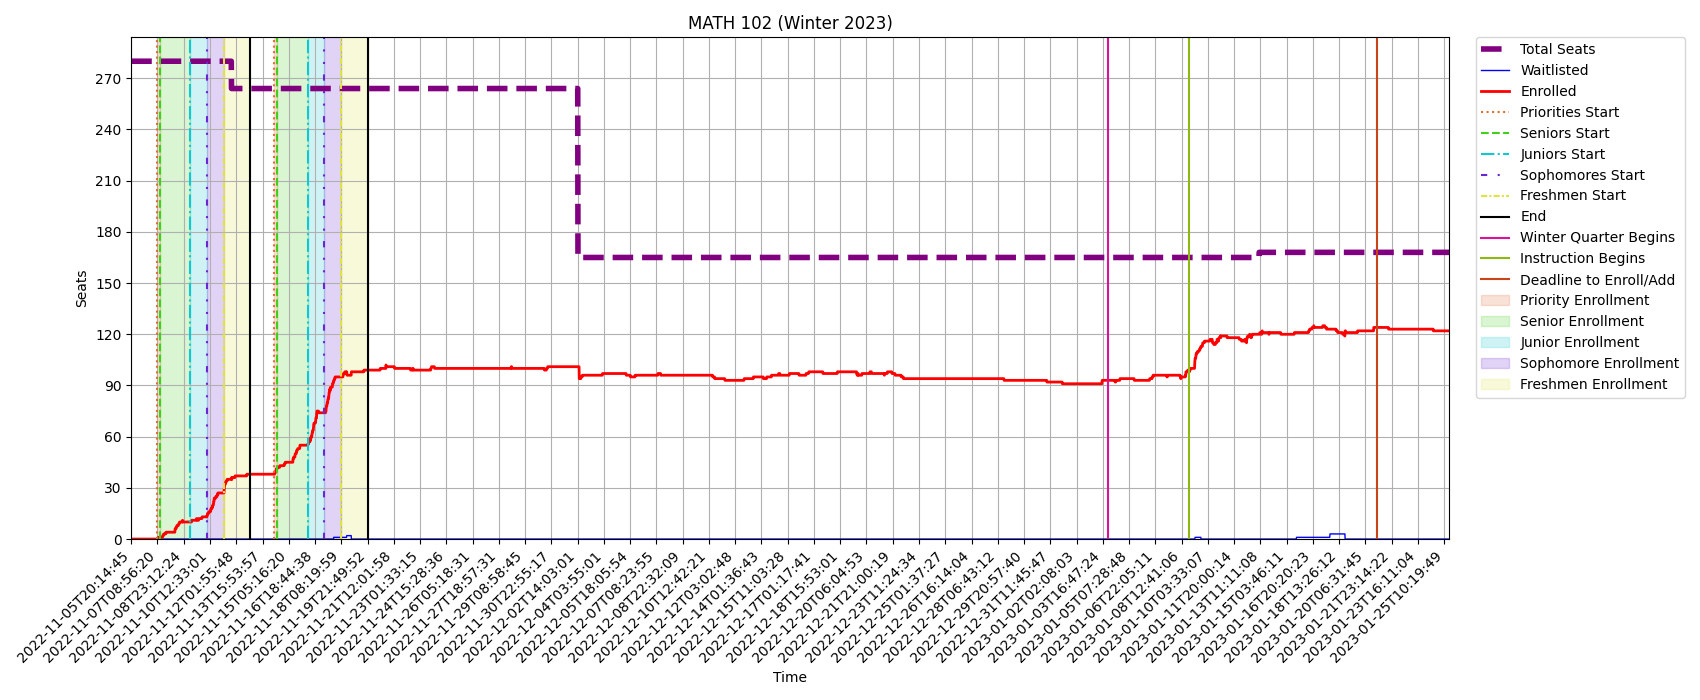 MATH 102 (Winter 2023)
Seats
270
240
210
180
150
120
90
60
30
0
2022-11-05T20:14:45
2022-11-07T08:56:20
2022-11-08T23:12:24
2022-11-10T12:33:01
2022-11-12T01:55:48
2022-11-13T15:53:57
2022-11-15T05:16:20
2022-11-16T18:44:38
2022-11-18T08:19:59
2022-11-19T21:49:52
2022-11-21T12:01:58
2022-11-23T01:33:15
2022-11-24T15:28:36
2022-11-26T05:18:31
2022-11-27T18:57:31
2022-11-29T08:58:45
2022-11-30T22:55:17
2022-12-02T14:03:01
2022-12-04T03:55:01
2022-12-05T18:05:54
2022-12-07T08:23:55
2022-12-08T22:32:09
2022-12-10T12:42:21
2022-12-12T03:02:48
2022-12-14T01:36:43
2022-12-15T11:03:28
2022-12-17T01:17:41
2022-12-18T15:53:01
2022-12-20T06:04:53
2022-12-21T21:00:19
2022-12-23T11:24:34
2022-12-25T01:37:27
2022-12-26T16:14:04
2022-12-28T06:43:12
2022-12-29T20:57:40
2022-12-31T11:45:47
2023-01-02T02:08:03
2023-01-03T16:47:24
2023-01-05T07:28:48
2023-01-06T22:05:11
2023-01-08T12:41:06
2023-01-10T03:33:07
2023-01-11T20:00:14
2023-01-13T11:11:08
2023-01-15T03:46:11
2023-01-16T20:20:23
2023-01-18T13:26:12
2023-01-20T06:31:45
2023-01-21T23:14:22
2023-01-23T16:11:04
2023-01-25T10:19:49
Time
Total Seats
Waitlisted
Enrolled
Priorities Start
Seniors Start
Juniors Start
Sophomores Start
Freshmen Start
End
Winter Quarter Begins
Instruction Begins
Deadline to Enroll/Add
Priority Enrollment
Senior Enrollment
Junior Enrollment
Sophomore Enrollment
Freshmen Enrollment